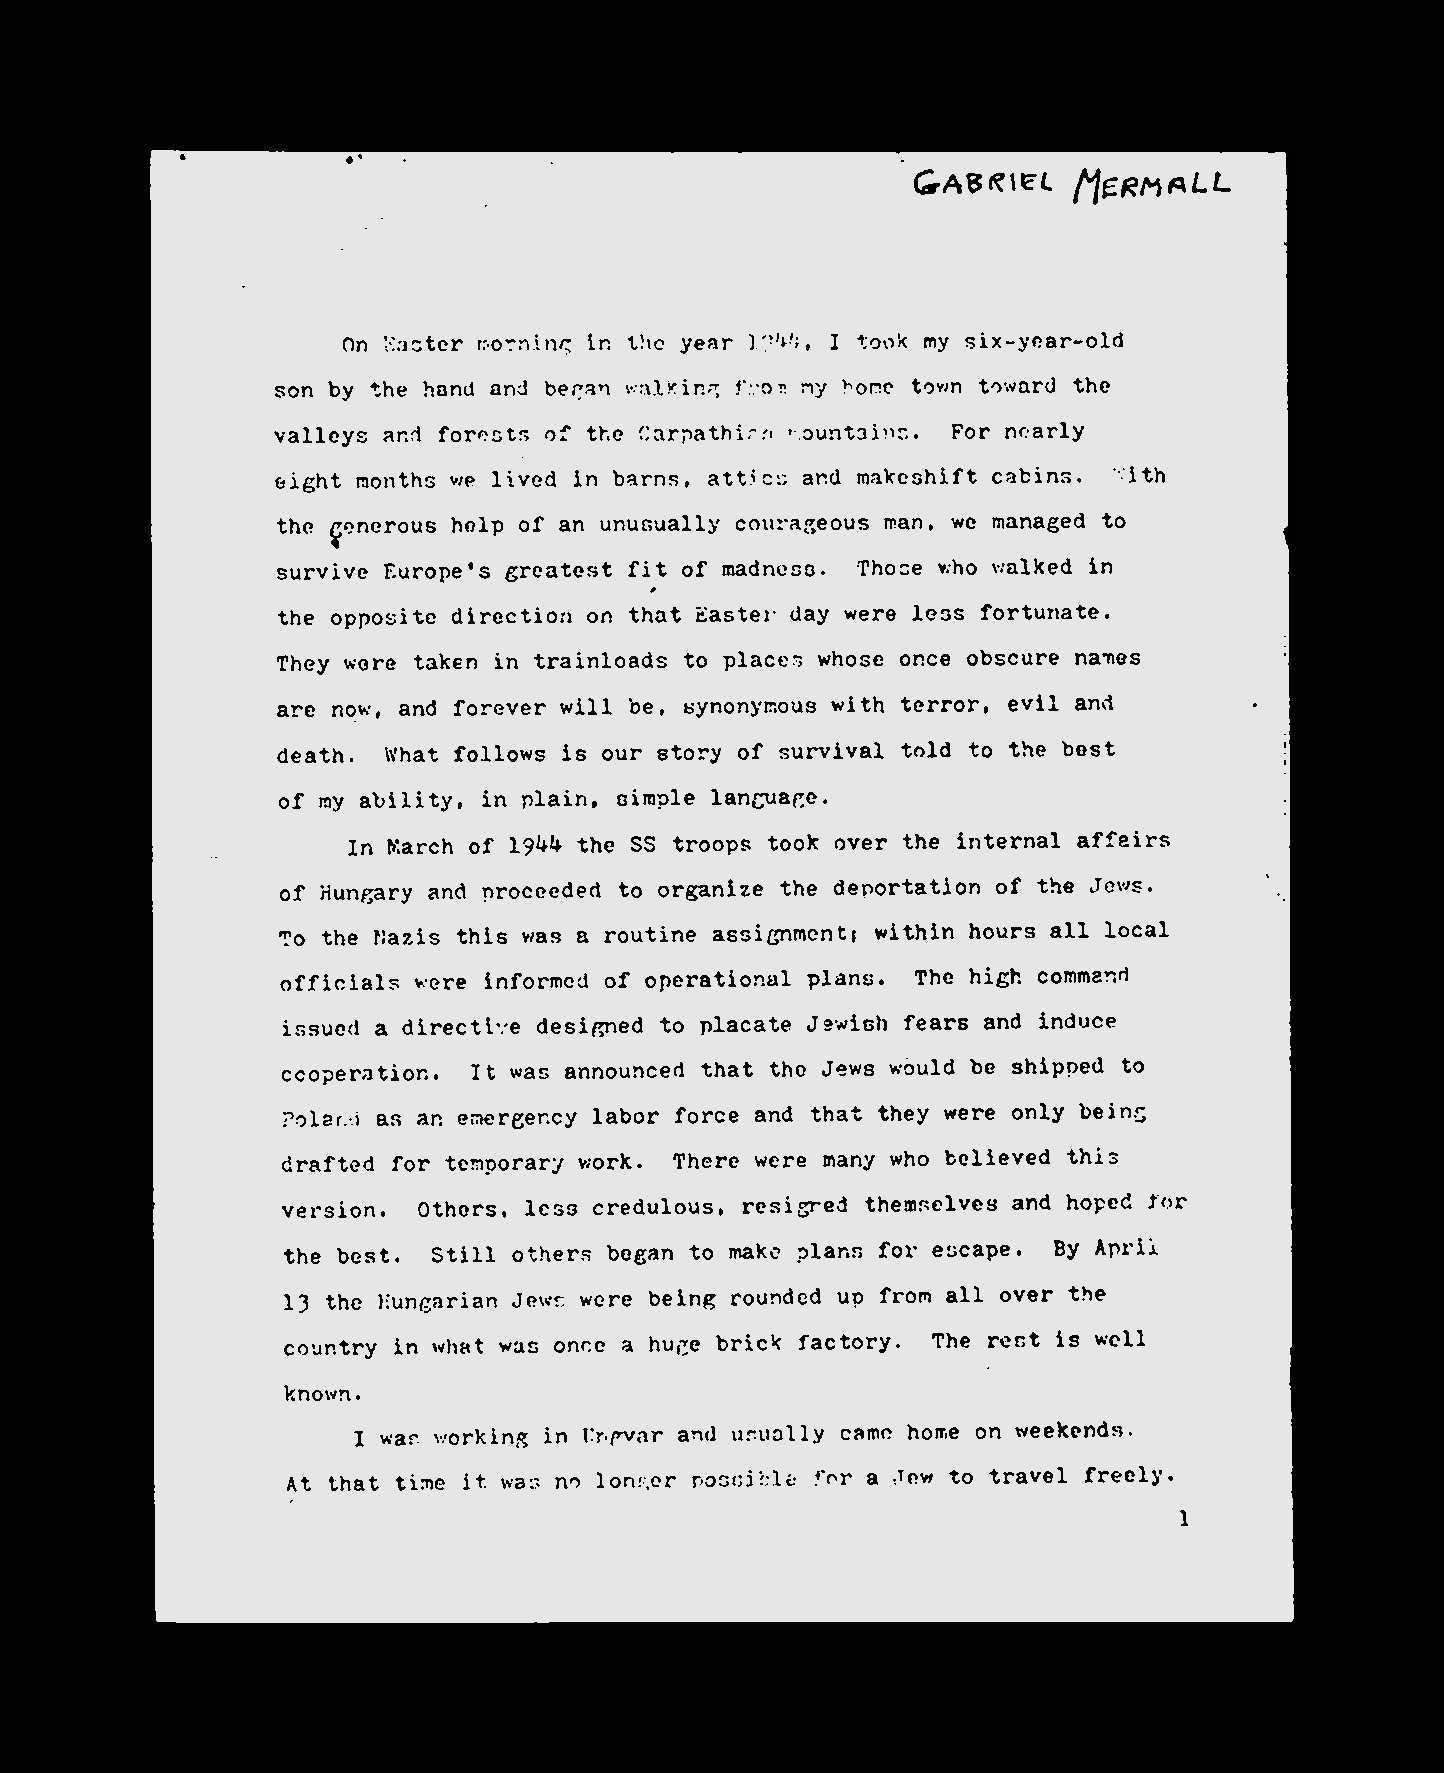 GABRIEL MERMALL
On Easter morning in the year 1944, I took my six-year-old
son by the hand and began walking from my home town toward the
valleys and forests of the Carpathian mountains. For nearly
eight months we lived in barns, attics and makeshift cabins. With
the generous help of an unusually courageous man, we managed to
survive Europe's greatest fit of madness. Those who walked in
the opposite direction on that Easter day were less fortunate.
They were taken in trainloads to places whose once obscure names
are now, and forever will be, synonymous with terror, evil and
death. What follows is our story of survival told to the best
of my ability, in plain, simple language.
In March of 1944 the SS troops took over the internal affairs
of Hungary and proceeded to organize the deportation of the Jews.
To the Nazis this was a routine assignment; within hours all local
officials were informed of operational plans. The high command
issued a directive designed to placate Jewish fears and induce
cooperation. It was announced that the Jews would be shipped to
Poland as an emergency labor force and that they were only being
drafted for temporary work. There were many who believed this
version. Others, less credulous, resigned themselves and hoped for
the best. Still others began to make plans for escape. By April
13 the Hungarian Jews were being rounded up from all over the
country in what was once a huge brick factory. The rest is well
known.
I was working in Ungvar and usually came home on weekends.
At that time it was no longer possible for a Jew to travel freely.
1